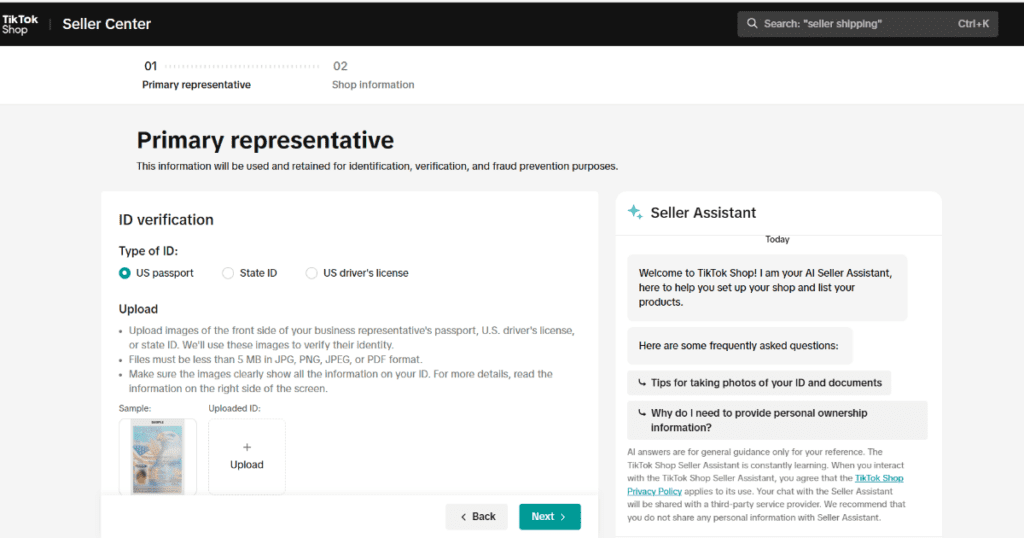 TikTok
Shop
Seller Center
Search: "seller shipping"
Ctrl+K
01
02
Primary representative
Shop information
Primary representative
This information will be used and retained for identification, verification, and fraud prevention purposes.
ID verification
Type of ID:
US passport
State ID
US driver's license
Upload
• Upload images of the front side of your business representative's passport, U.S. driver's license,
or state ID. We'll use these images to verify their identity.
• Files must be less than 5 MB in JPG, PNG, JPEG, or PDF format.
• Make sure the images clearly show all the information on your ID. For more details, read the
information on the right side of the screen.
Sample:
Uploaded ID:
SAMPLE
+
Upload
< Back
Next >
Seller Assistant
Today
Welcome to TikTok Shop! I am your AI Seller Assistant,
here to help you set up your shop and list your
products.
Here are some frequently asked questions:
Tips for taking photos of your ID and documents
Why do I need to provide personal ownership
information?
AI answers are for general guidance only for your reference. The
TikTok Shop Seller Assistant is constantly learning. When you interact
with the TikTok Shop Seller Assistant, you agree that the TikTok Shop
Privacy Policy applies to its use. Your chat with the Seller Assistant
will be shared with a third-party service provider. We recommend that
you do not share any personal information with Seller Assistant.